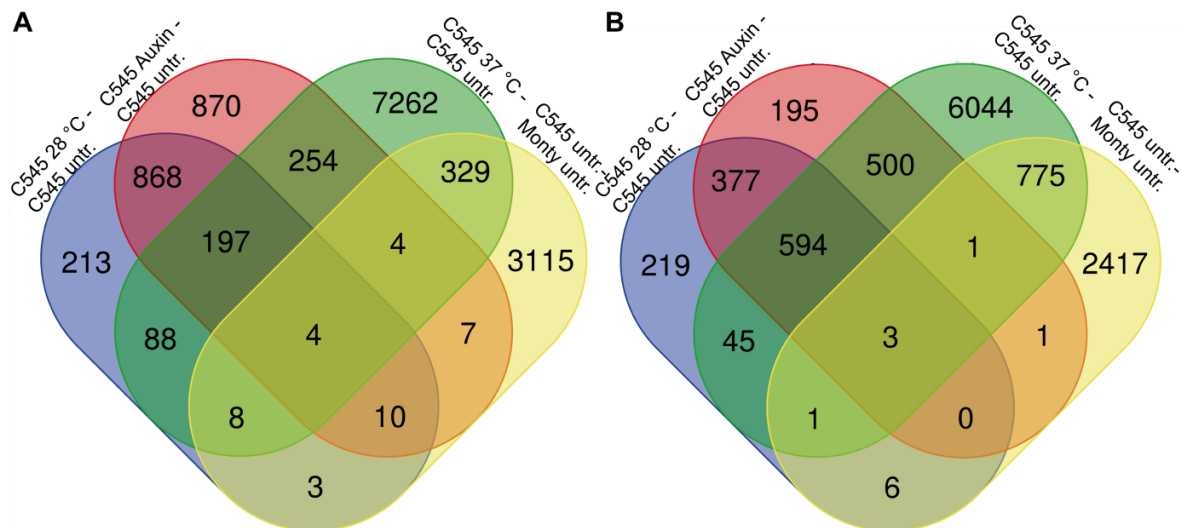 A
C545 28 °C -
C545 untr.
C545 Auxin -
C545 untr.
C545 37 °C -
C545 untr.
C545 untr.-
Monty untr.
870
7262
868
254
329
213
197
4
3115
88
4
7
8
10
3
B
C545 28 °C -
C545 untr.
C545 Auxin -
C545 untr.
C545 37 °C -
C545 untr.
C545 untr.-
Monty untr.
195
6044
377
500
775
219
594
1
2417
45
3
1
1
0
6